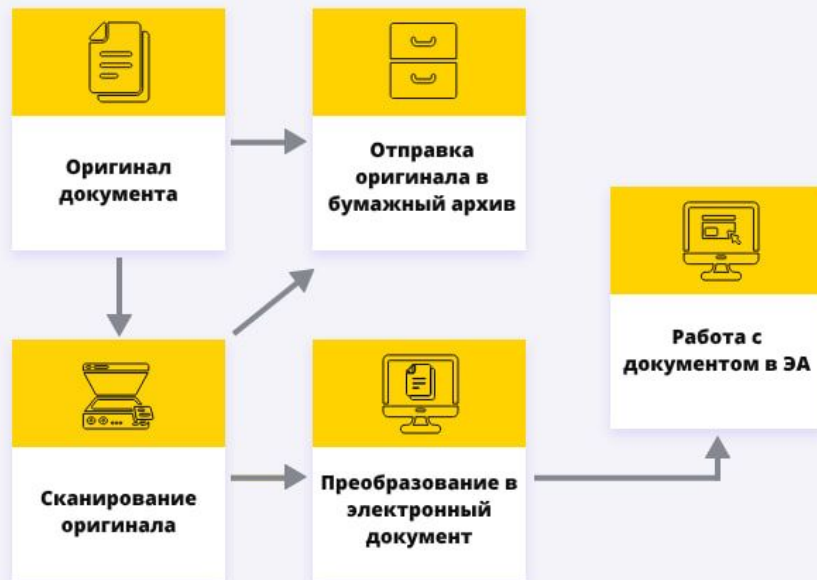 Оригинал
документа
Отправка
оригинала в
бумажный архив
Работа с
документом в ЭА
Сканирование
оригинала
Преобразование в
электронный
документ